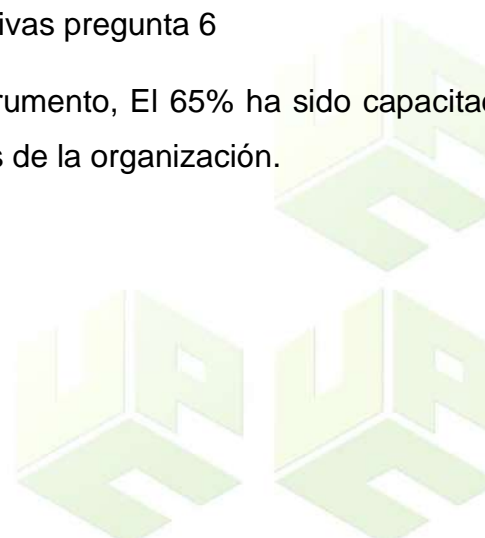 ivas pregunta 6
rumento, El 65% ha sido capacitad
s de la organización.